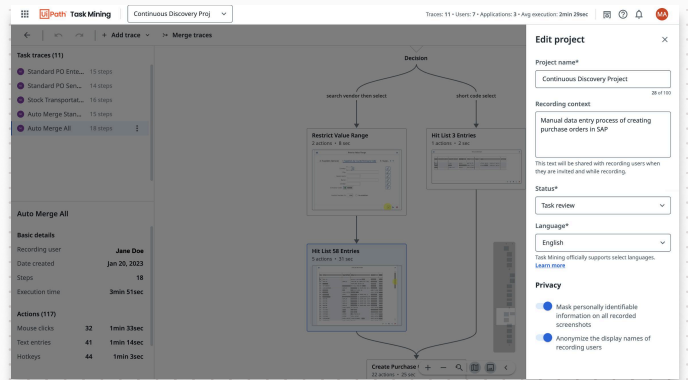 UiPath Task Mining
Continuous Discovery Proj
Traces: 11 • Users: 7 • Applications: 3 • Avg execution: 2min 29sec
MA
+ Add trace
Merge traces
Task traces (11)
Standard PO Ente... 15 steps
Standard PO Sen... 14 steps
Stock Transportat... 16 steps
Auto Merge Stan... 15 steps
Auto Merge All 18 steps
Auto Merge All
Basic details
Recording user Jane Doe
Date created Jan 20, 2023
Steps 18
Execution time 3min 51sec
Actions (117)
Mouse clicks 32 1min 33sec
Text entries 41 1min 14sec
Hotkeys 44 1min 3sec
Decision
search vendor then select
short code select
Restrict Value Range
2 actions • 8 sec
Hit List 3 Entries
1 actions • 2 sec
Hit List 58 Entries
5 actions • 31 sec
Create Purchase
22 actions • 25 sec
Edit project
Project name*
Continuous Discovery Project
28 of 100
Recording context
Manual data entry process of creating
purchase orders in SAP
This text will be shared with recording users when
they are invited and while recording.
Status*
Task review
Language*
English
Task Mining officially supports select languages.
Learn more
Privacy
Mask personally identifiable
information on all recorded
screenshots
Anonymize the display names of
recording users